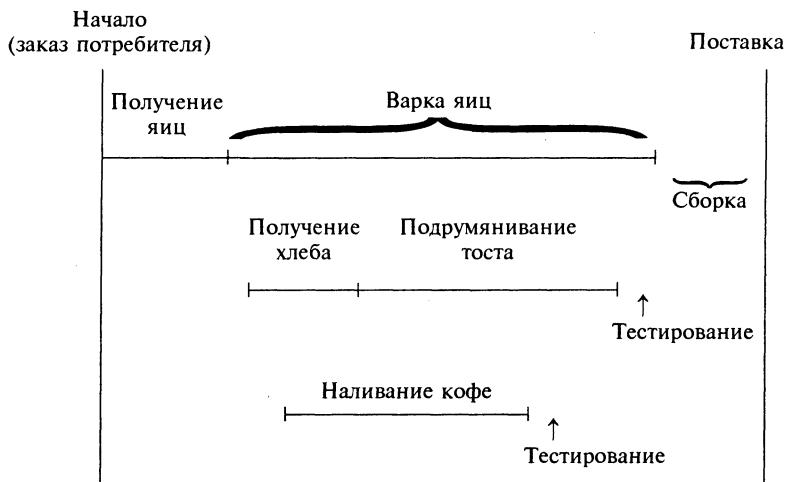 Начало
(заказ потребителя)
Поставка
Получение
яиц
Варка яиц
Сборка
Получение
хлеба
Подрумянивание
тоста
Тестирование
Наливание кофе
Тестирование